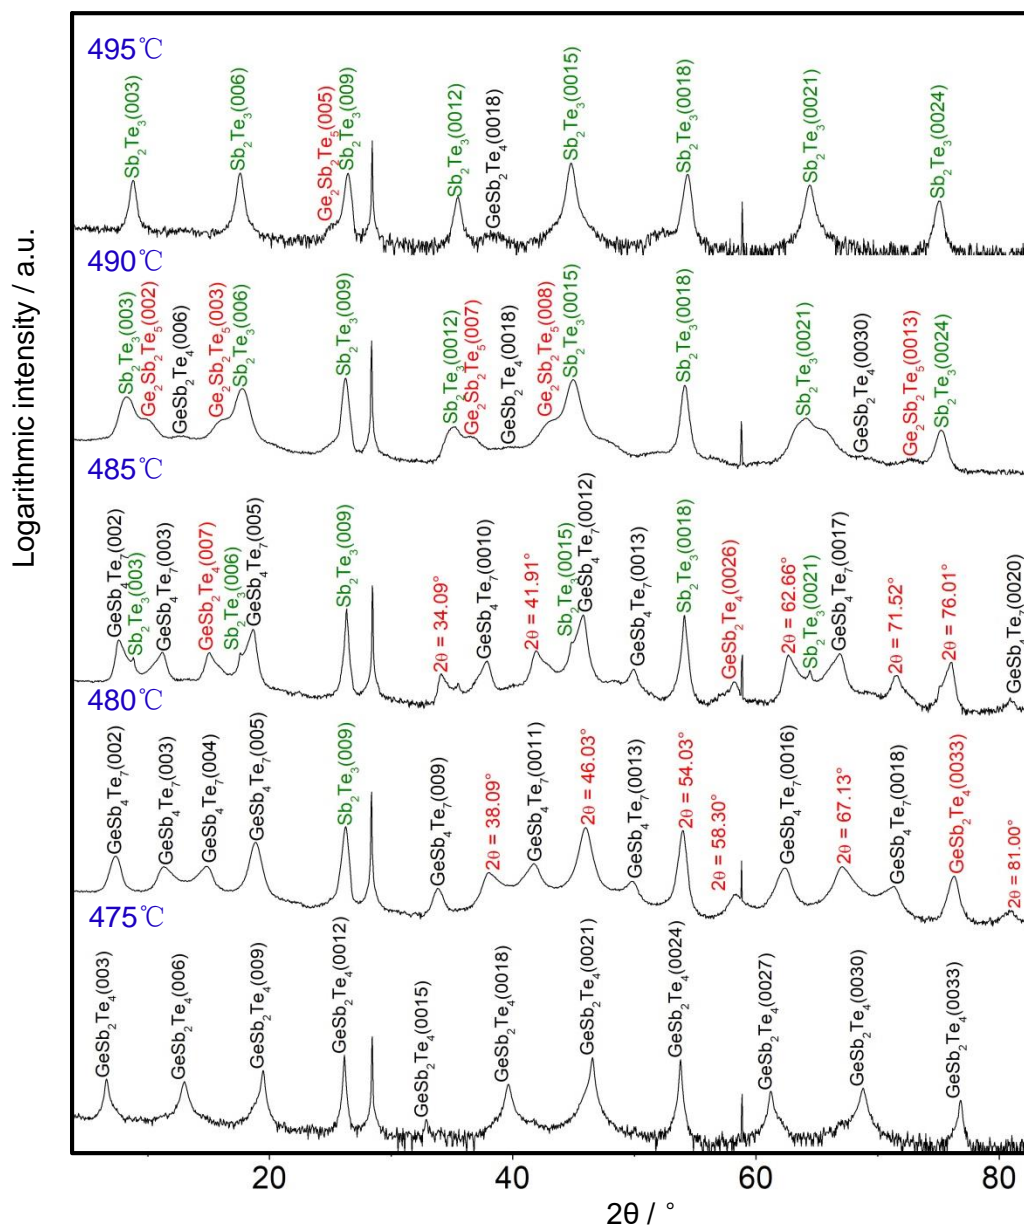 Logarithmic intensity / a.u.
495℃
Sb₂Te₃(003)
Sb₂Te₃(006)
Ge₂Sb₂Te₅(005)
Sb₂Te₃(009)
Sb₂Te₃(0012)
GeSb₂Te₄(0018)
Sb₂Te₃(0015)
Sb₂Te₃(0018)
Sb₂Te₃(0021)
Sb₂Te₃(0024)
490℃
Sb₂Te₃(003)
Ge₂Sb₂Te₅(002)
GeSb₂Te₄(006)
Ge₂Sb₂Te₅(003)
Sb₂Te₃(006)
Sb₂Te₃(009)
Sb₂Te₃(0012)
Ge₂Sb₂Te₅(007)
GeSb₂Te₄(0018)
Ge₂Sb₂Te₅(008)
Sb₂Te₃(0015)
Sb₂Te₃(0018)
Sb₂Te₃(0021)
GeSb₂Te₄(0030)
Ge₂Sb₂Te₅(0013)
Sb₂Te₃(0024)
485℃
GeSb₄Te₇(002)
Sb₂Te₃(003)
GeSb₄Te₇(003)
GeSb₂Te₄(007)
Sb₂Te₃(006)
GeSb₄Te₇(005)
Sb₂Te₃(009)
2θ = 34.09°
GeSb₄Te₇(0010)
2θ = 41.91°
Sb₂Te₃(0015)
GeSb₄Te₇(0012)
GeSb₄Te₇(0013)
Sb₂Te₃(0018)
GeSb₂Te₄(0026)
2θ = 62.66°
Sb₂Te₃(0021)
GeSb₄Te₇(0017)
2θ = 71.52°
2θ = 76.01°
GeSb₄Te₇(0020)
480℃
GeSb₄Te₇(002)
GeSb₄Te₇(003)
GeSb₄Te₇(004)
GeSb₄Te₇(005)
Sb₂Te₃(009)
GeSb₄Te₇(009)
2θ = 38.09°
GeSb₄Te₇(0011)
2θ = 46.03°
GeSb₄Te₇(0013)
2θ = 54.03°
2θ = 58.30°
GeSb₄Te₇(0016)
2θ = 67.13°
GeSb₄Te₇(0018)
GeSb₂Te₄(0033)
2θ = 81.00°
475℃
GeSb₂Te₄(003)
GeSb₂Te₄(006)
GeSb₂Te₄(009)
GeSb₂Te₄(0012)
GeSb₂Te₄(0015)
GeSb₂Te₄(0018)
GeSb₂Te₄(0021)
GeSb₂Te₄(0024)
GeSb₂Te₄(0027)
GeSb₂Te₄(0030)
GeSb₂Te₄(0033)
20 40 60 80
2θ / °